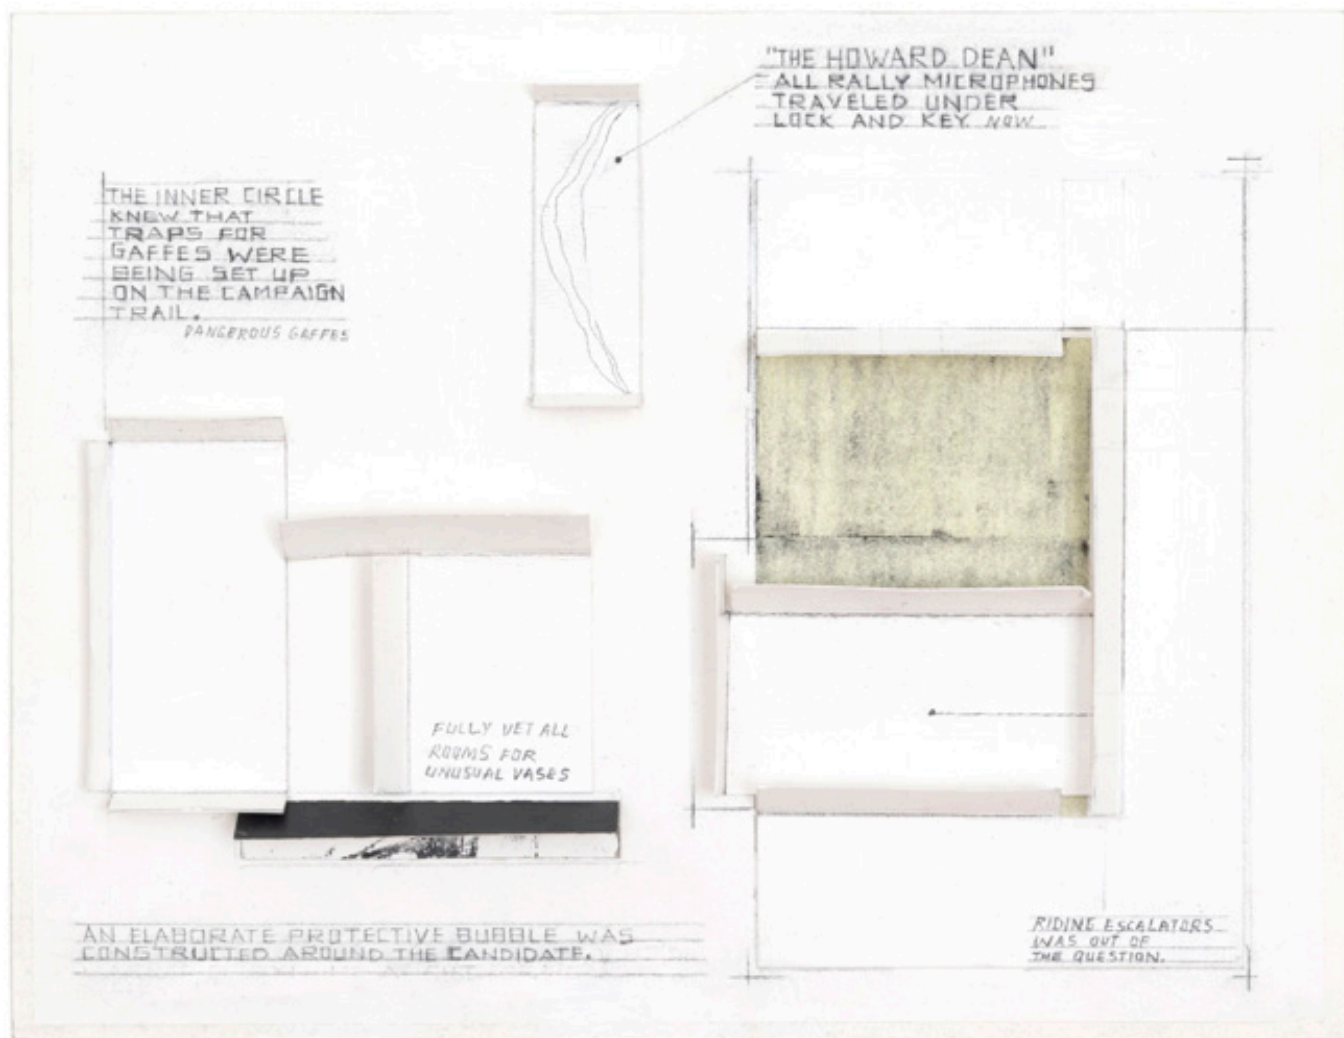 "THE HOWARD DEAN"
ALL RALLY MICROPHONES
TRAVELED UNDER
LOCK AND KEY NOW
THE INNER CIRCLE
KNEW THAT
TRAPS FOR
GAFFES WERE
BEING SET UP
ON THE CAMPAIGN
TRAIL.
DANGEROUS GAFFES
FULLY VET ALL
ROOMS FOR
UNUSUAL VASES
AN ELABORATE PROTECTIVE BUBBLE WAS
CONSTRUCTED AROUND THE CANDIDATE.
RIDING ESCALATORS
WAS OUT OF
THE QUESTION.